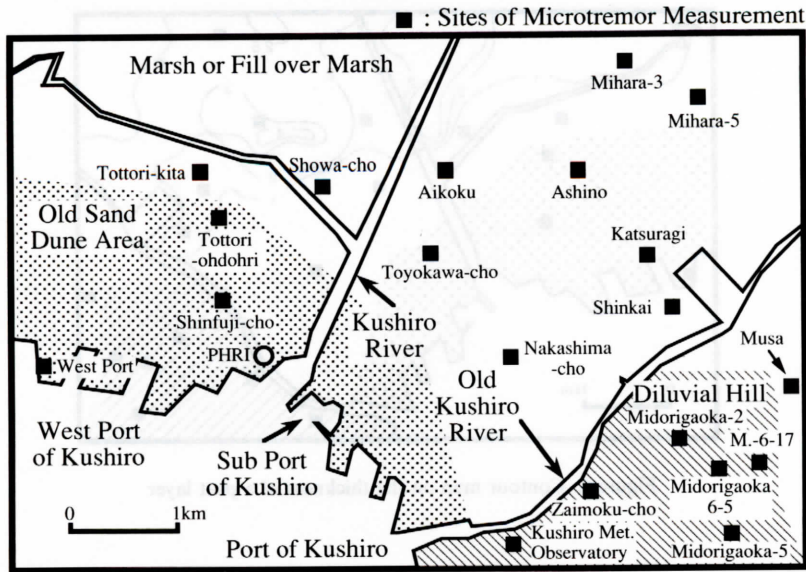 ■ : Sites of Microtremor Measurement
Marsh or Fill over Marsh
Mihara-3
Mihara-5
Tottori-kita
Showa-cho
Aikoku
Ashino
Old Sand
Dune Area
Tottori
-ohdohri
Toyokawa-cho
Katsuragi
Shinkai
Shinfuji-cho
Kushiro
River
PHRI
West Port
Nakashima
-cho
Musa
Old
Kushiro
River
Diluvial Hill
Midorigaoka-2
M.-6-17
West Port
of Kushiro
Sub Port
of Kushiro
Midorigaoka
6-5
Zaimoku-cho
0 1km
Port of Kushiro
Kushiro Met.
Observatory
Midorigaoka-5